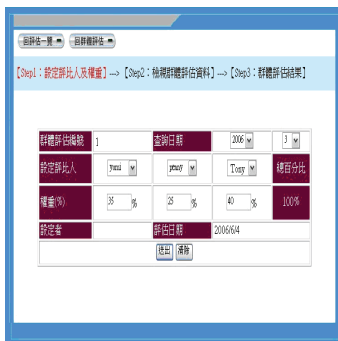 回評估一覽 回群體評估
【Step1：設定評比人及權重】---> 【Step2：檢視群體評估資料】---> 【Step3：群體評估結果】
群體評估編號 1 查詢日期 2006 3
設定評比人 yumi penny Tony 總百分比
權重(%) 35 % 25 % 40 % 100%
設定者 評估日期 2006/6/4
送出 清除